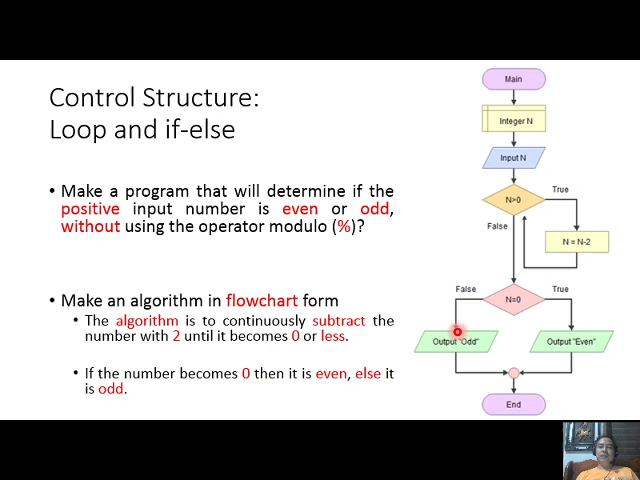 Control Structure:
Loop and if-else
• Make a program that will determine if the
positive input number is even or odd,
without using the operator modulo (%)?
• Make an algorithm in flowchart form
• The algorithm is to continuously subtract the
number with 2 until it becomes 0 or less.
• If the number becomes 0 then it is even, else it
is odd.
Main
Integer N
Input N
N>0
True
False
N = N-2
N=0
False
True
Output "Odd"
Output "Even"
End